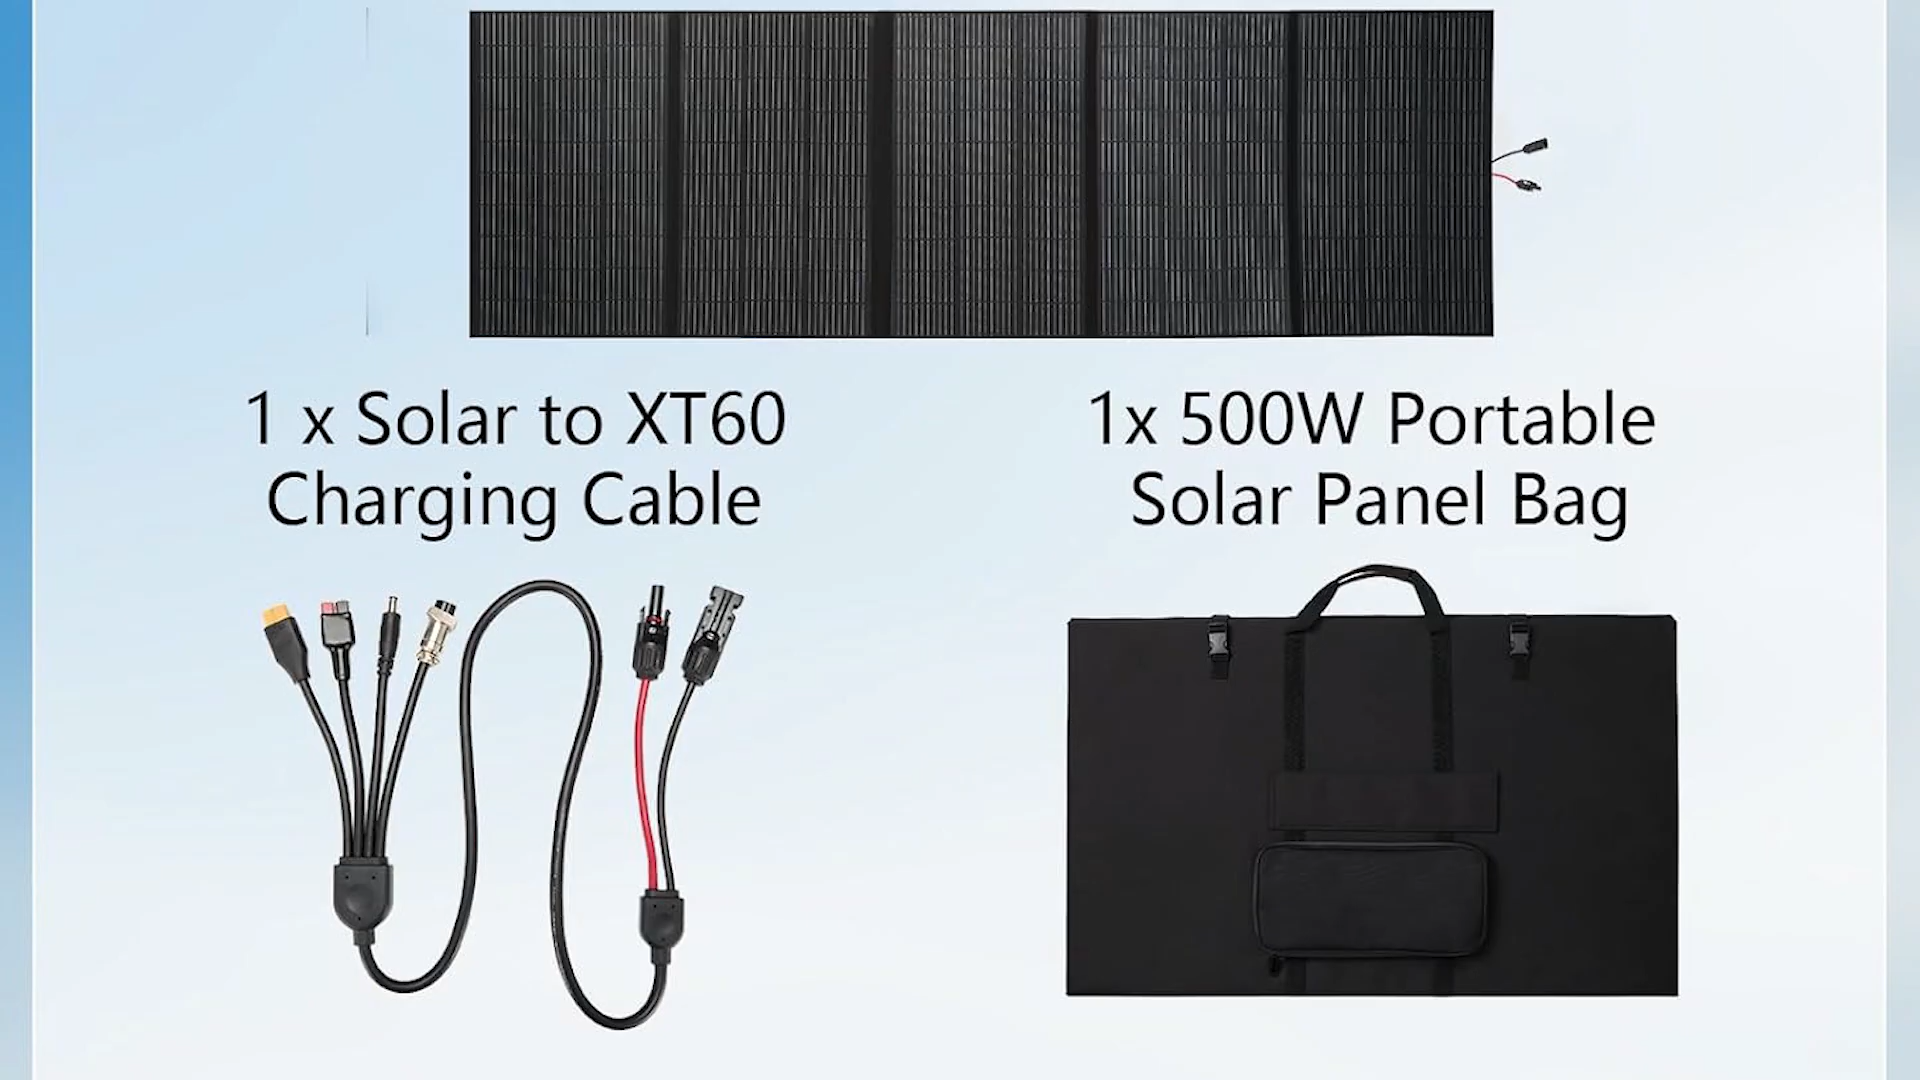 1 x Solar to XT60
Charging Cable
1x 500W Portable
Solar Panel Bag